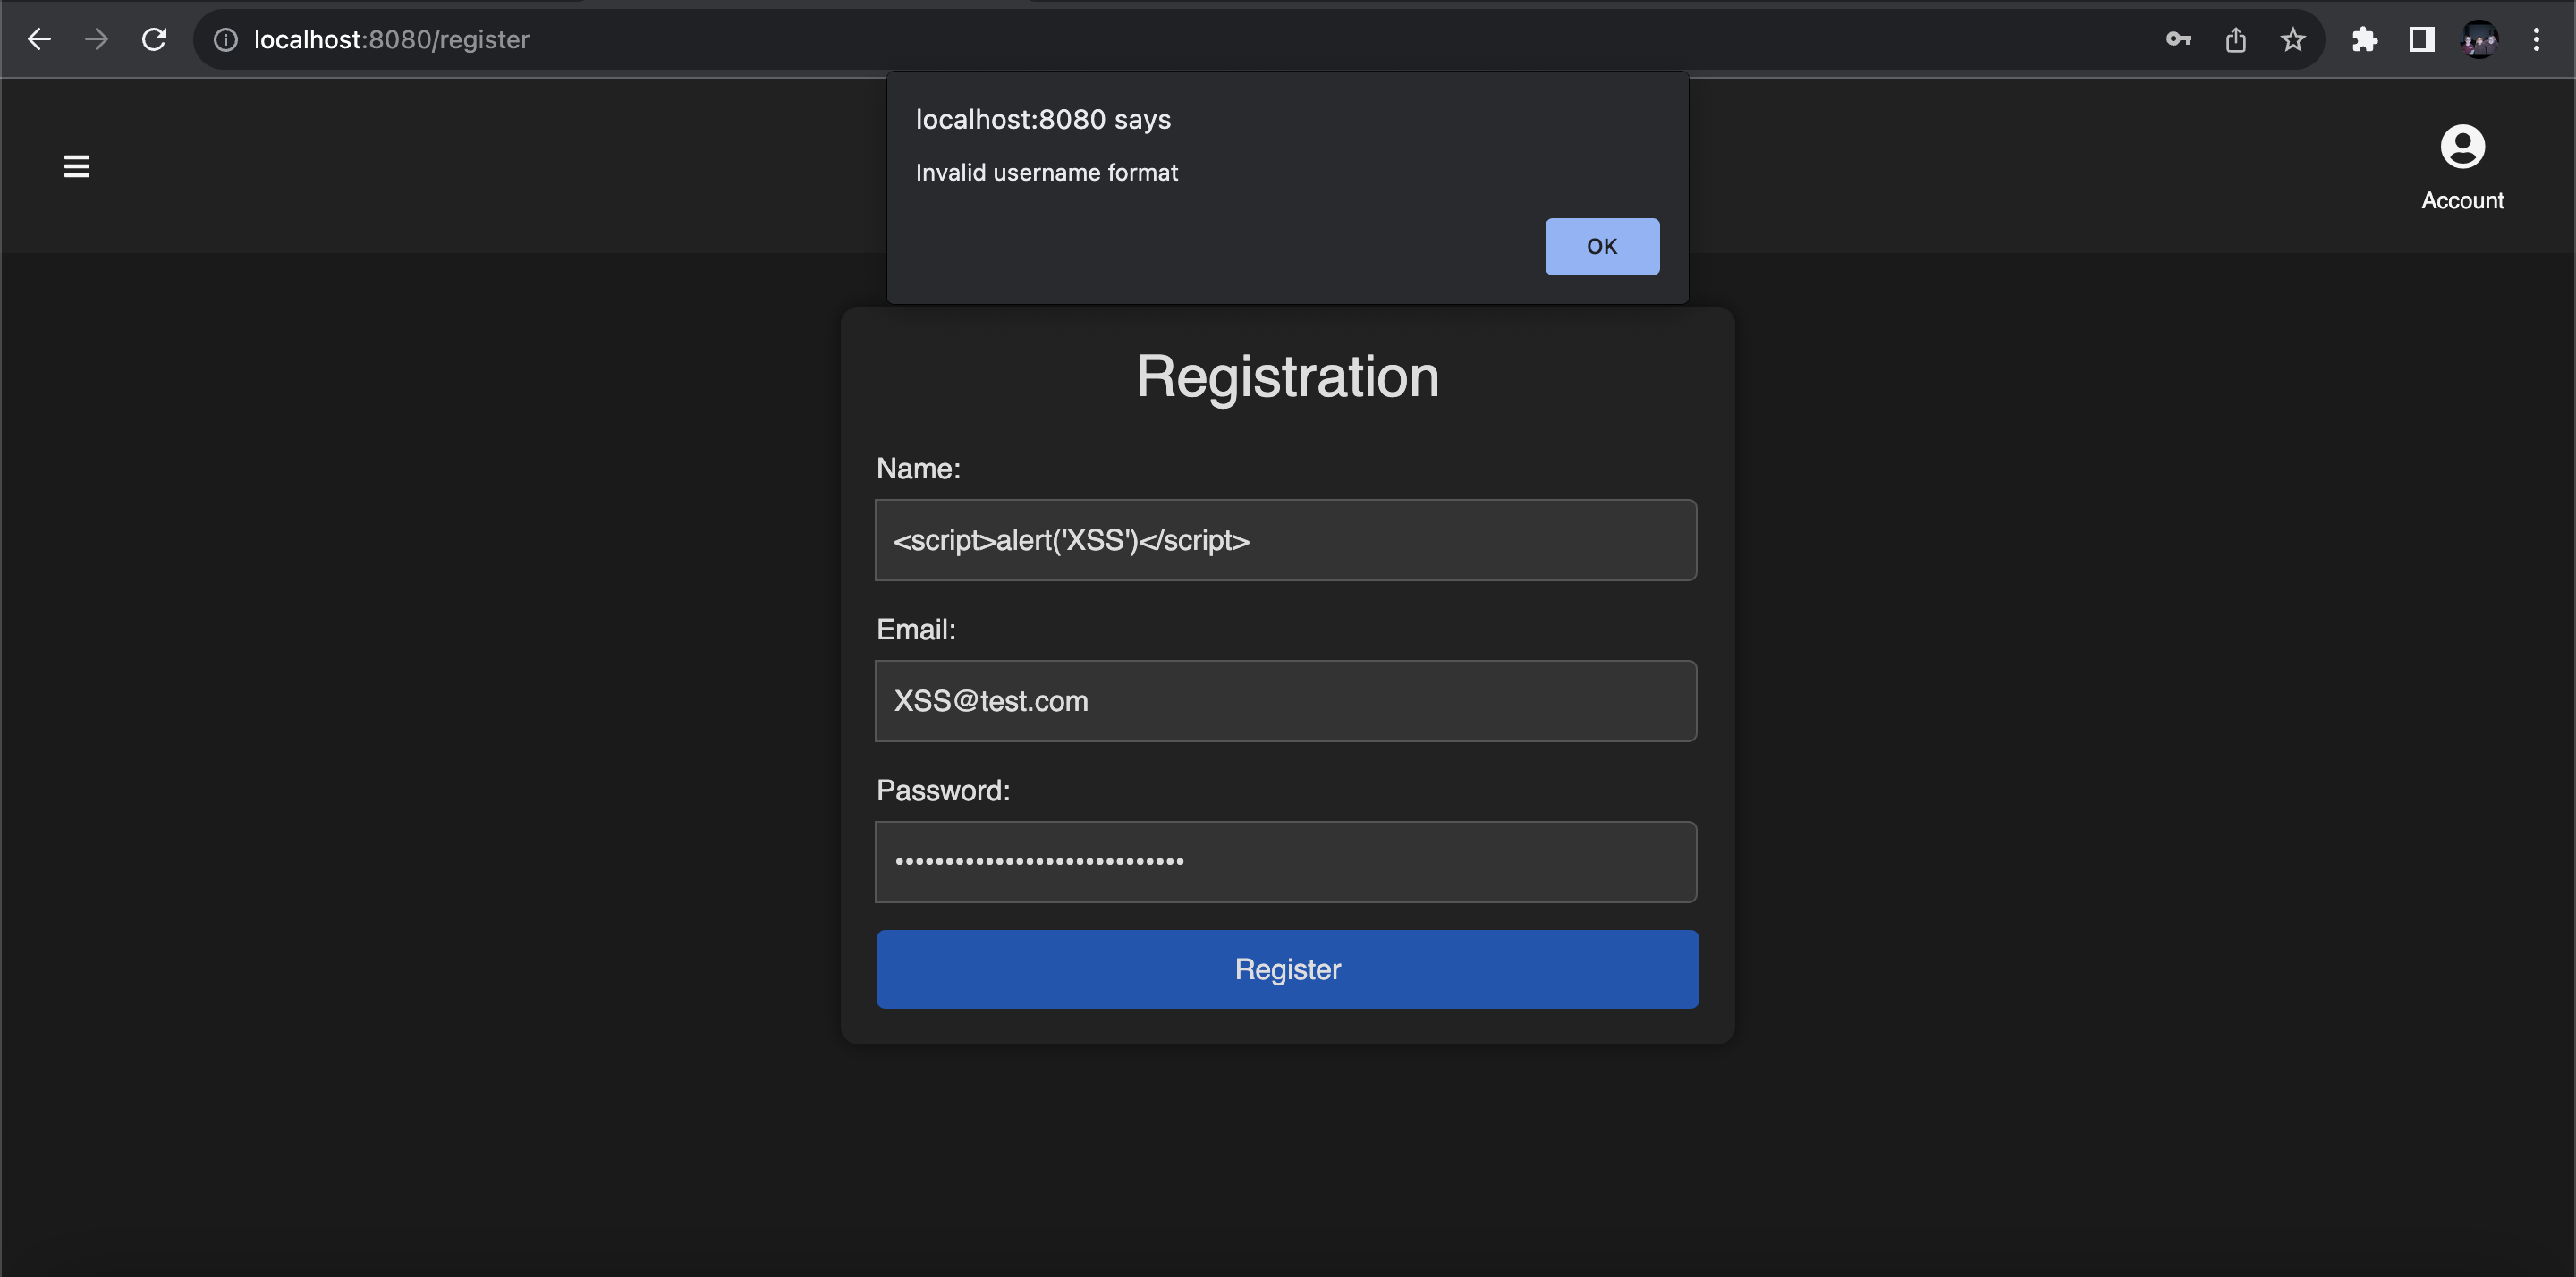 localhost:8080/register
localhost:8080 says
Invalid username format
OK
Account
Registration
Name:
<script>alert('XSS')</script>
Email:
XSS@test.com
Password:
•••••••••••••••••••••••••••••
Register